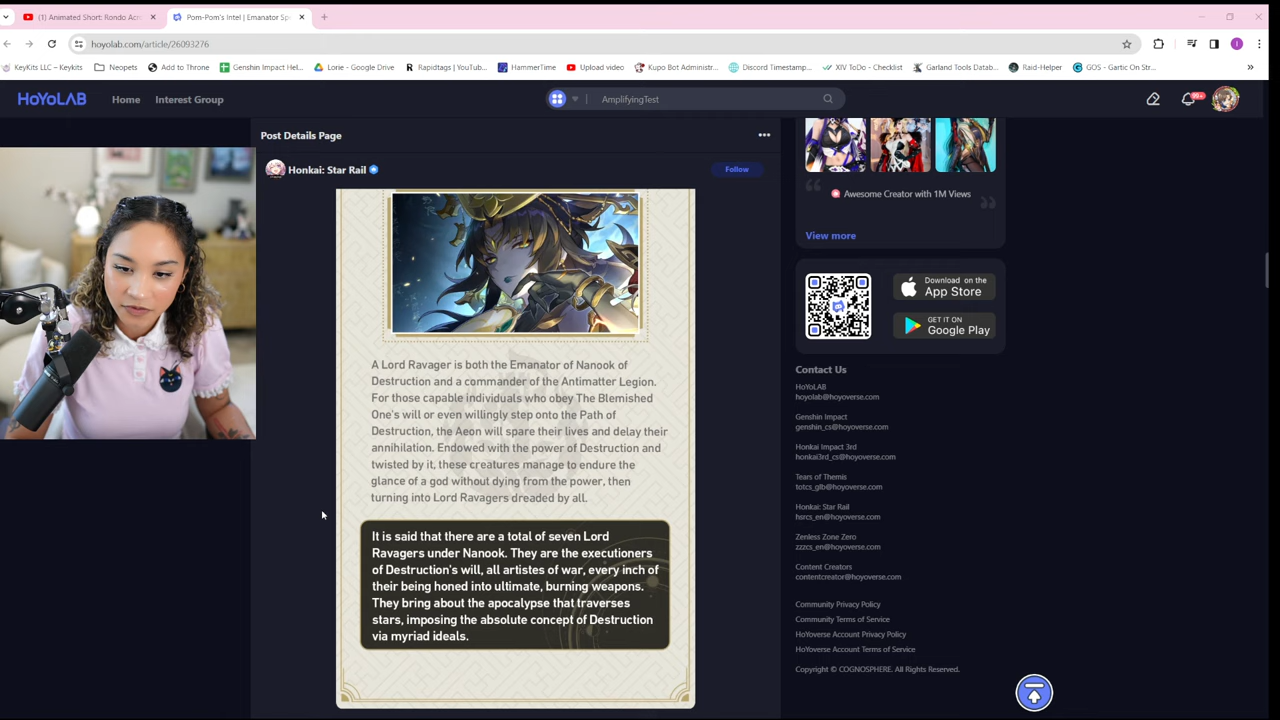 (1) Animated Short: Rondo Acro
Pom-Pom's Intel | Emanator Spe
hoyolab.com/article/26093276
KeyKits LLC – Keykits
Neopets
Add to Throne
Genshin Impact Hel...
Lorie - Google Drive
Rapidtags | YouTub...
HammerTime
Upload video
Kupo Bot Administr...
Discord Timestamp...
XIV ToDo - Checklist
Garland Tools Datab...
Raid-Helper
GOS - Gartic On Str...
HoYoLAB
Home
Interest Group
AmplifyingTest
99+
Post Details Page
Honkai: Star Rail
Follow
A Lord Ravager is both the Emanator of Nanook of
Destruction and a commander of the Antimatter Legion.
For those capable individuals who obey The Blemished
One's will or even willingly step onto the Path of
Destruction, the Aeon will spare their lives and delay their
annihilation. Endowed with the power of Destruction and
twisted by it, these creatures manage to endure the
glance of a god without dying from the power, then
turning into Lord Ravagers dreaded by all.
It is said that there are a total of seven Lord
Ravagers under Nanook. They are the executioners
of Destruction's will, all artistes of war, every inch of
their being honed into ultimate, burning weapons.
They bring about the apocalypse that traverses
stars, imposing the absolute concept of Destruction
via myriad ideals.
Awesome Creator with 1M Views
View more
Download on the
App Store
GET IT ON
Google Play
Contact Us
HoYoLAB
hoyolab@hoyoverse.com
Genshin Impact
genshin_cs@hoyoverse.com
Honkai Impact 3rd
honkai3rd_cs@hoyoverse.com
Tears of Themis
totcs_glb@hoyoverse.com
Honkai: Star Rail
hsrcs_en@hoyoverse.com
Zenless Zone Zero
zzzcs_en@hoyoverse.com
Content Creators
contentcreator@hoyoverse.com
Community Privacy Policy
Community Terms of Service
HoYoverse Account Privacy Policy
HoYoverse Account Terms of Service
Copyright © COGNOSPHERE. All Rights Reserved.